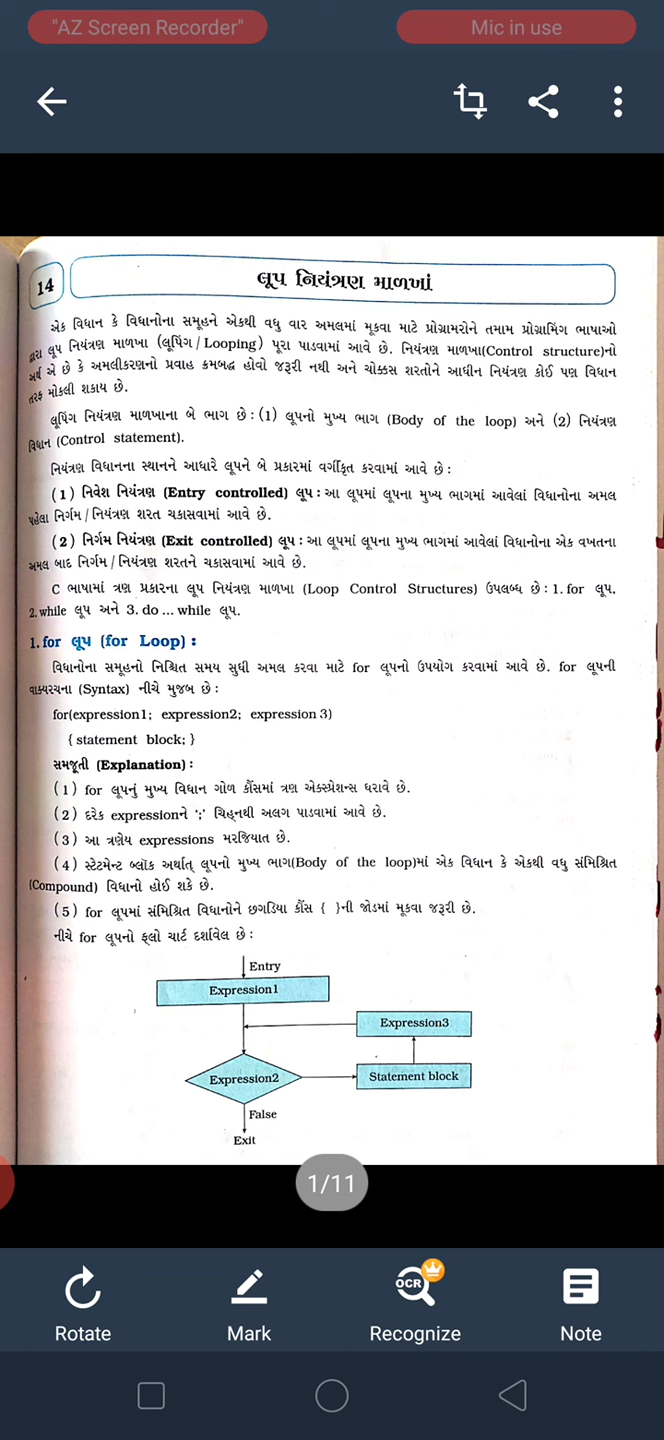 "AZ Screen Recorder"
Mic in use
14
લૂપ નિયંત્રણ માળખાં
એક વિધાન કે વિધાનોના સમૂહને એકથી વધુ વાર અમલમાં મૂકવા માટે પ્રોગ્રામરોને તમામ પ્રોગ્રામિંગ ભાષાઓ
દ્વારા લૂપ નિયંત્રણ માળખા (લૂપિંગ / Looping) પૂરા પાડવામાં આવે છે. નિયંત્રણ માળખા(Control structure)નો
અર્થ એ છે કે અમલીકરણનો પ્રવાહ ક્રમબદ્ધ હોવો જરૂરી નથી અને ચોક્કસ શરતોને આધીન નિયંત્રણ કોઈ પણ વિધાન
તરફ મોકલી શકાય છે.
લૂપિંગ નિયંત્રણ માળખાના બે ભાગ છે : (1) લૂપનો મુખ્ય ભાગ (Body of the loop) અને (2) નિયંત્રણ
વિધાન (Control statement).
નિયંત્રણ વિધાનના સ્થાનને આધારે લૂપને બે પ્રકારમાં વર્ગીકૃત કરવામાં આવે છે :
(1) નિવેશ નિયંત્રણ (Entry controlled) લૂપ : આ લૂપમાં લૂપના મુખ્ય ભાગમાં આવેલાં વિધાનોના અમલ
પહેલા નિર્ગમ / નિયંત્રણ શરત ચકાસવામાં આવે છે.
(2) નિર્ગમ નિયંત્રણ (Exit controlled) લૂપ : આ લૂપમાં લૂપના મુખ્ય ભાગમાં આવેલાં વિધાનોના એક વખતના
અમલ બાદ નિર્ગમ / નિયંત્રણ શરતને ચકાસવામાં આવે છે.
C ભાષામાં ત્રણ પ્રકારના લૂપ નિયંત્રણ માળખા (Loop Control Structures) ઉપલબ્ધ છે : 1. for લૂપ,
2. while લૂપ અને 3. do ... while લૂપ.
1. for લૂપ (for Loop) :
વિધાનોના સમૂહનો નિશ્ચિત સમય સુધી અમલ કરવા માટે for લૂપનો ઉપયોગ કરવામાં આવે છે. for લૂપની
વાક્યરચના (Syntax) નીચે મુજબ છે :
for(expression1; expression2; expression 3)
{ statement block; }
સમજૂતી (Explanation) :
(1) for લૂપનું મુખ્ય વિધાન ગોળ કૌંસમાં ત્રણ એક્સ્પ્રેશન્સ ધરાવે છે.
(2) દરેક expressionને ';' ચિહ્નથી અલગ પાડવામાં આવે છે.
(3) આ ત્રણેય expressions મરજિયાત છે.
(4) સ્ટેટમેન્ટ બ્લૉક અર્થાત્ લૂપનો મુખ્ય ભાગ(Body of the loop)માં એક વિધાન કે એકથી વધુ સંમિશ્રિત
(Compound) વિધાનો હોઈ શકે છે.
(5) for લૂપમાં સંમિશ્રિત વિધાનોને છગડિયા કૌંસ { }ની જોડમાં મૂકવા જરૂરી છે.
નીચે for લૂપનો ફ્લો ચાર્ટ દર્શાવેલ છે :
Entry
Expression1
Expression3
Expression2
Statement block
False
Exit
1/11
OCR
Rotate
Mark
Recognize
Note